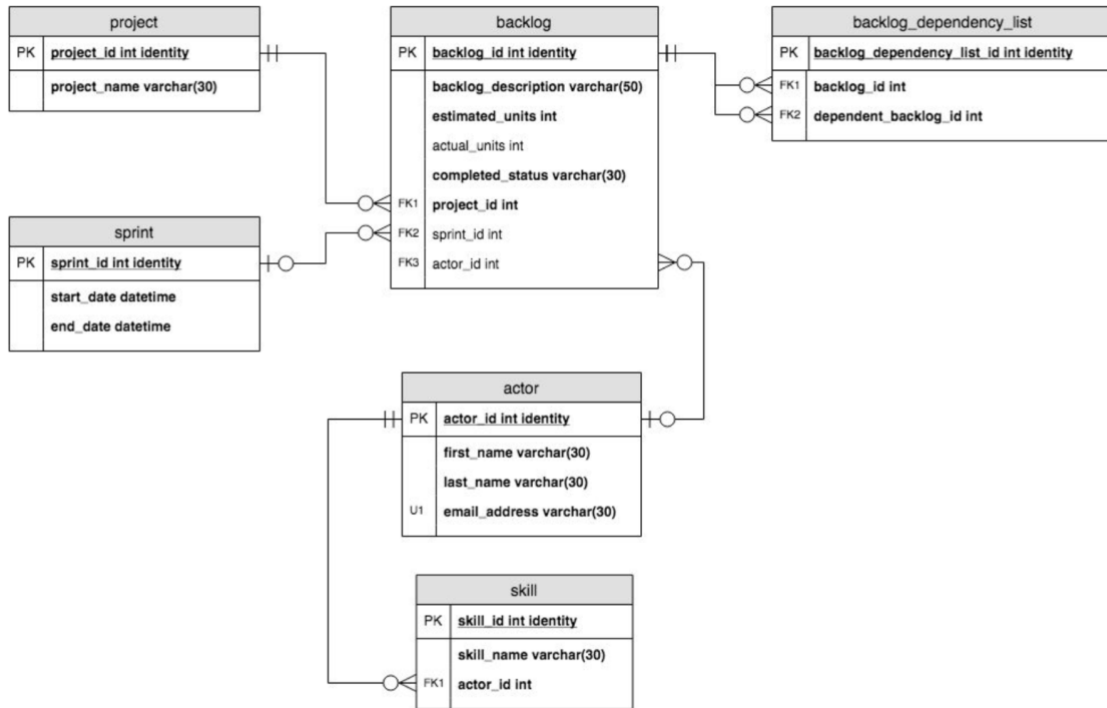 project
PK project_id int identity
project_name varchar(30)
backlog
PK backlog_id int identity
backlog_description varchar(50)
estimated_units int
actual_units int
completed_status varchar(30)
FK1 project_id int
FK2 sprint_id int
FK3 actor_id int
backlog_dependency_list
PK backlog_dependency_list_id int identity
FK1 backlog_id int
FK2 dependent_backlog_id int
sprint
PK sprint_id int identity
start_date datetime
end_date datetime
actor
PK actor_id int identity
first_name varchar(30)
last_name varchar(30)
U1 email_address varchar(30)
skill
PK skill_id int identity
skill_name varchar(30)
FK1 actor_id int